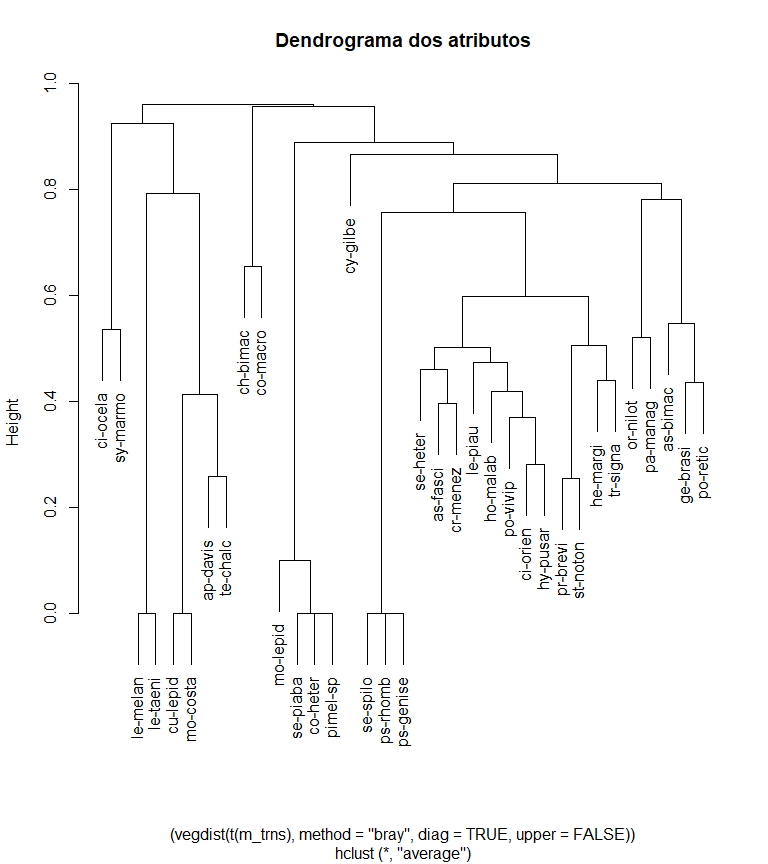 Dendrograma dos atributos
Height
1.0
0.8
0.6
0.4
0.2
0.0
ci-ocela
sy-marmo
le-melan
le-taeni
cu-lepid
mo-costa
ap-davis
te-chalc
ch-bimac
co-macro
mo-lepid
se-piaba
co-heter
pimel-sp
cy-gilbe
se-spilo
ps-rhomb
ps-genise
se-heter
as-fasci
cr-menez
le-piau
ho-malab
po-vivip
ci-orien
hy-pusar
pr-brevi
st-noton
he-margi
tr-signa
or-nilot
pa-manag
as-bimac
ge-brasi
po-retic
(vegdist(t(m_trns), method = "bray", diag = TRUE, upper = FALSE))
hclust (*, "average")